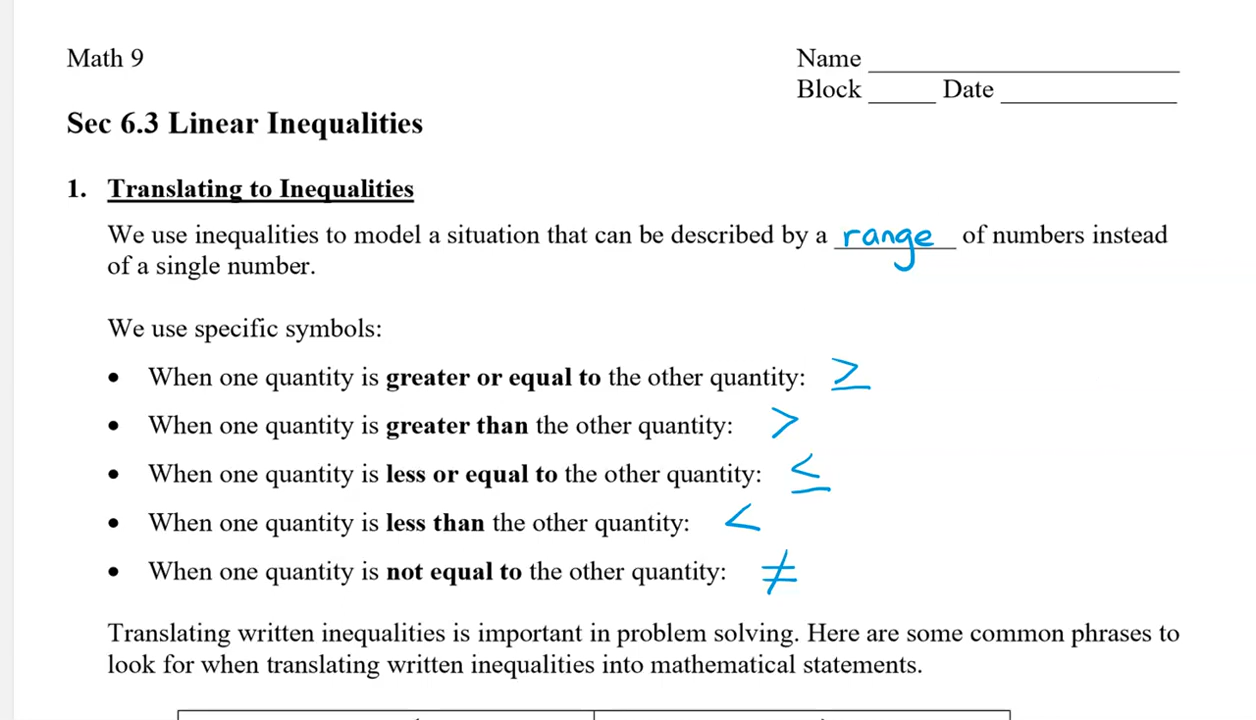 Math 9
Name
Block Date
Sec 6.3 Linear Inequalities
1. Translating to Inequalities
We use inequalities to model a situation that can be described by a range of numbers instead
of a single number.
We use specific symbols:
• When one quantity is greater or equal to the other quantity: ≥
• When one quantity is greater than the other quantity: >
• When one quantity is less or equal to the other quantity: ≤
• When one quantity is less than the other quantity: <
• When one quantity is not equal to the other quantity: ≠
Translating written inequalities is important in problem solving. Here are some common phrases to
look for when translating written inequalities into mathematical statements.